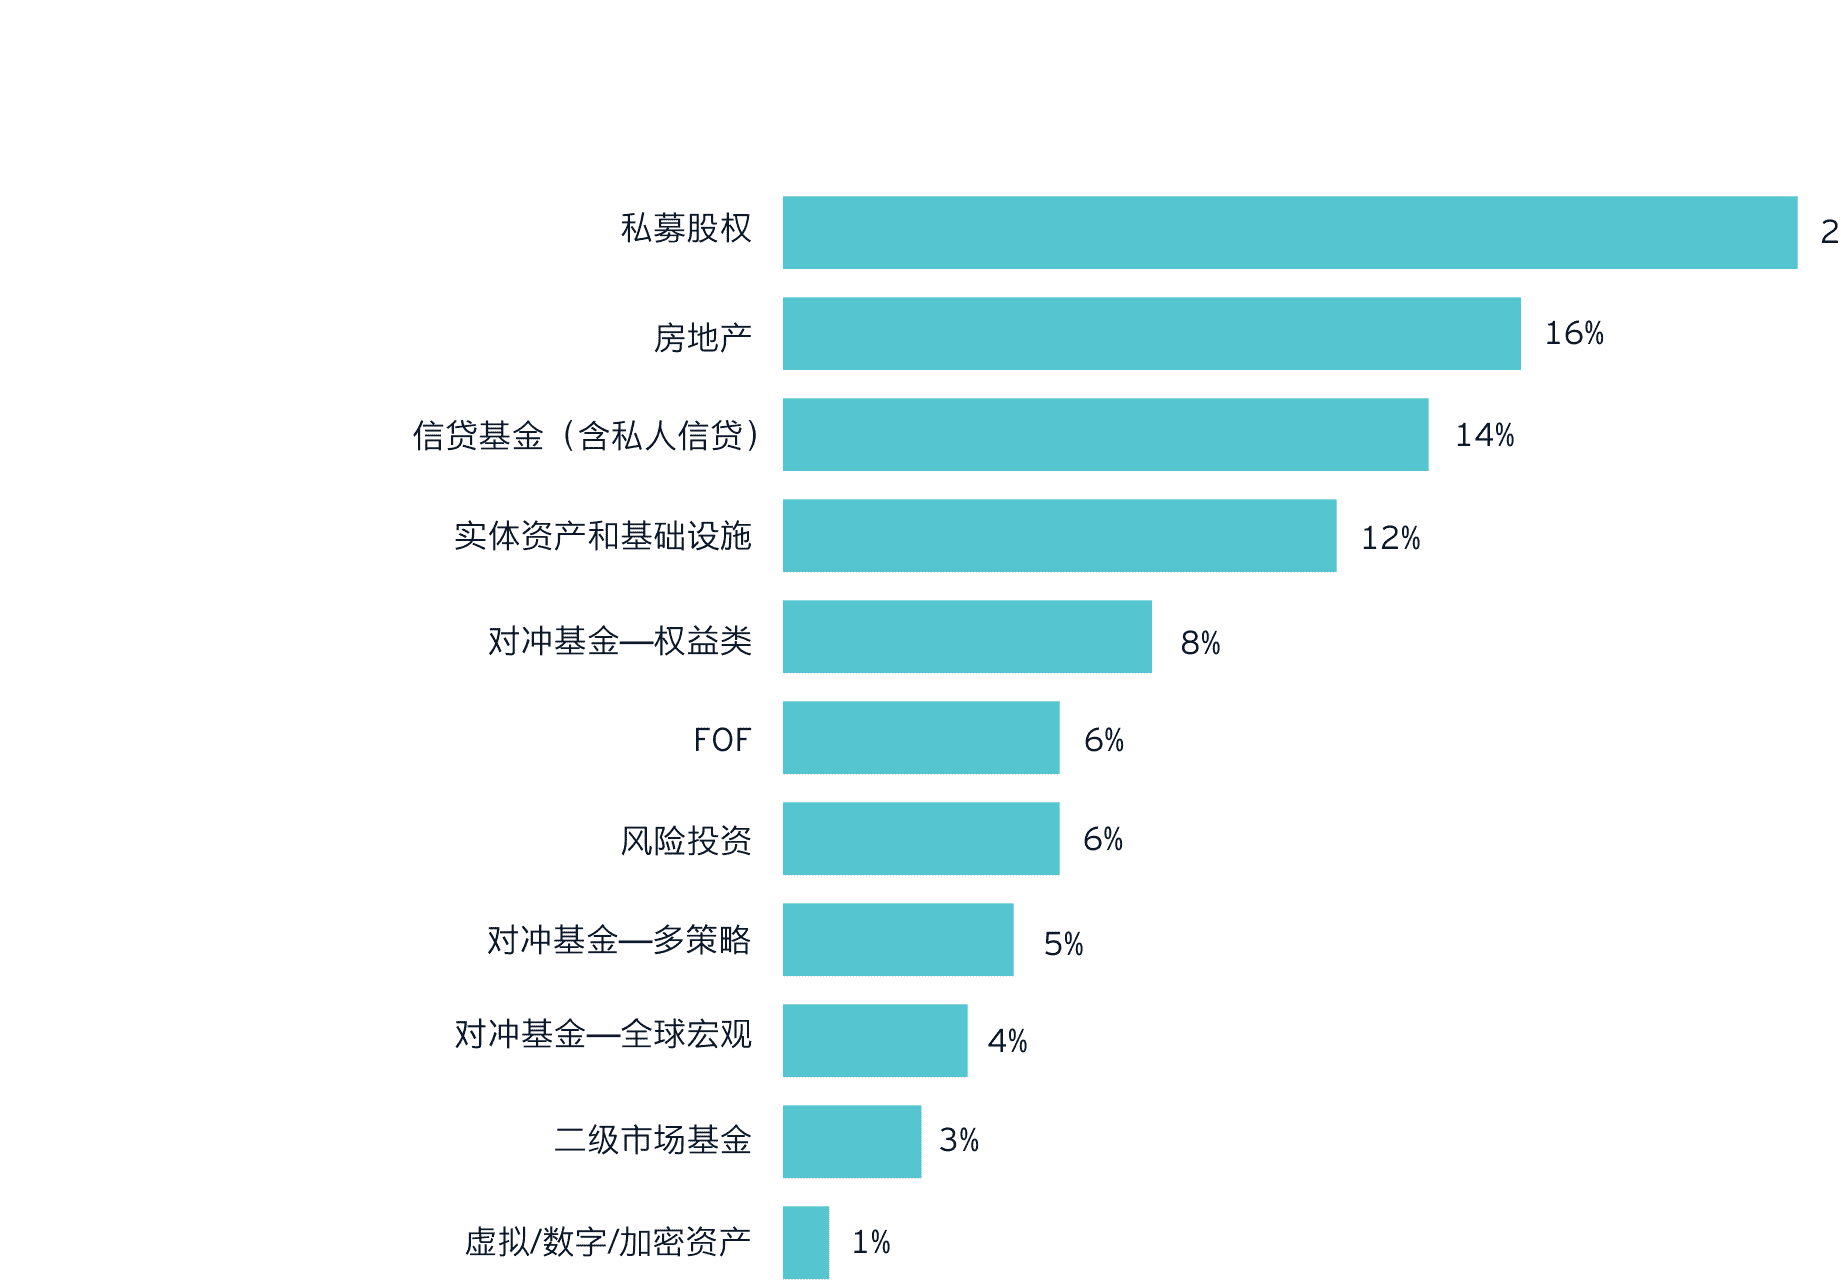 私募股权 2
房地产 16%
信贷基金（含私人信贷） 14%
实体资产和基础设施 12%
对冲基金—权益类 8%
FOF 6%
风险投资 6%
对冲基金—多策略 5%
对冲基金—全球宏观 4%
二级市场基金 3%
虚拟/数字/加密资产 1%